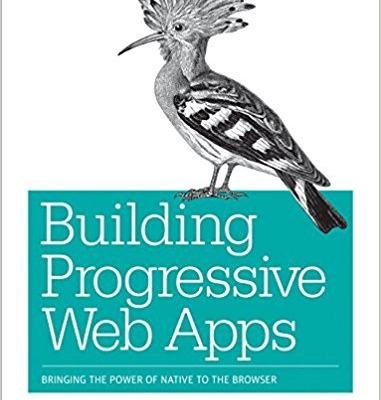 Building
Progressive
Web Apps
BRINGING THE POWER OF NATIVE TO THE BROWSER